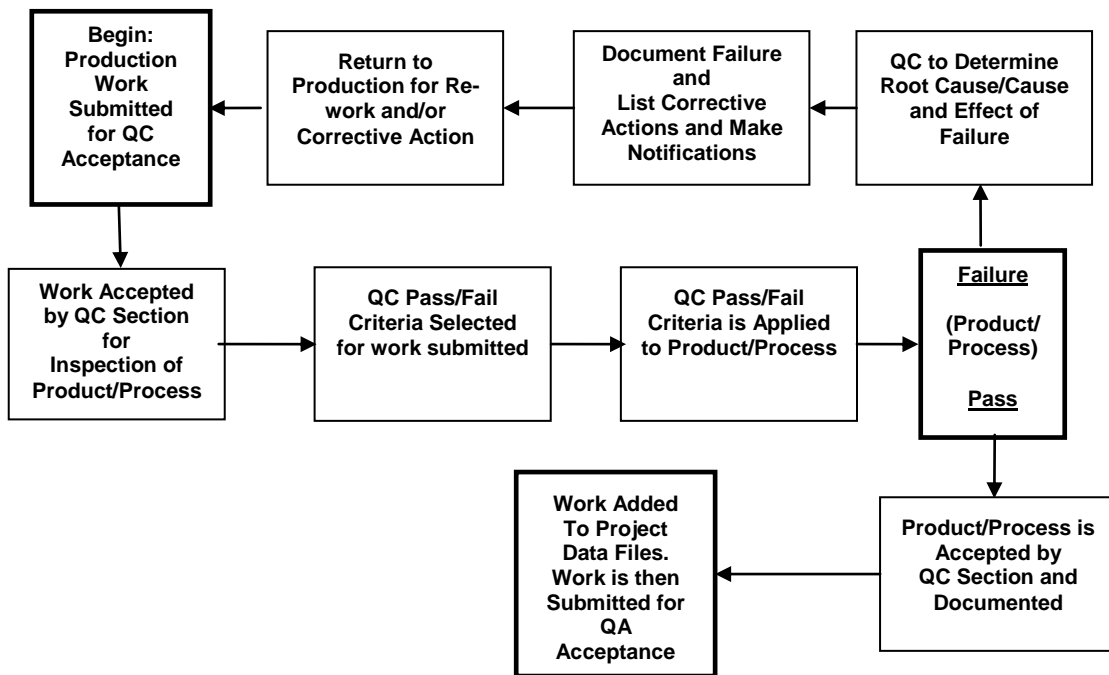 Begin:
Production
Work
Submitted
for QC
Acceptance
Return to
Production for Re-
work and/or
Corrective Action
Document Failure
and
List Corrective
Actions and Make
Notifications
QC to Determine
Root Cause/Cause
and Effect of
Failure
Work Accepted
by QC Section
for
Inspection of
Product/Process
QC Pass/Fail
Criteria Selected
for work submitted
QC Pass/Fail
Criteria is Applied
to Product/Process
Failure
(Product/
Process)
Pass
Work Added
To Project
Data Files.
Work is then
Submitted for
QA
Acceptance
Product/Process is
Accepted by
QC Section and
Documented